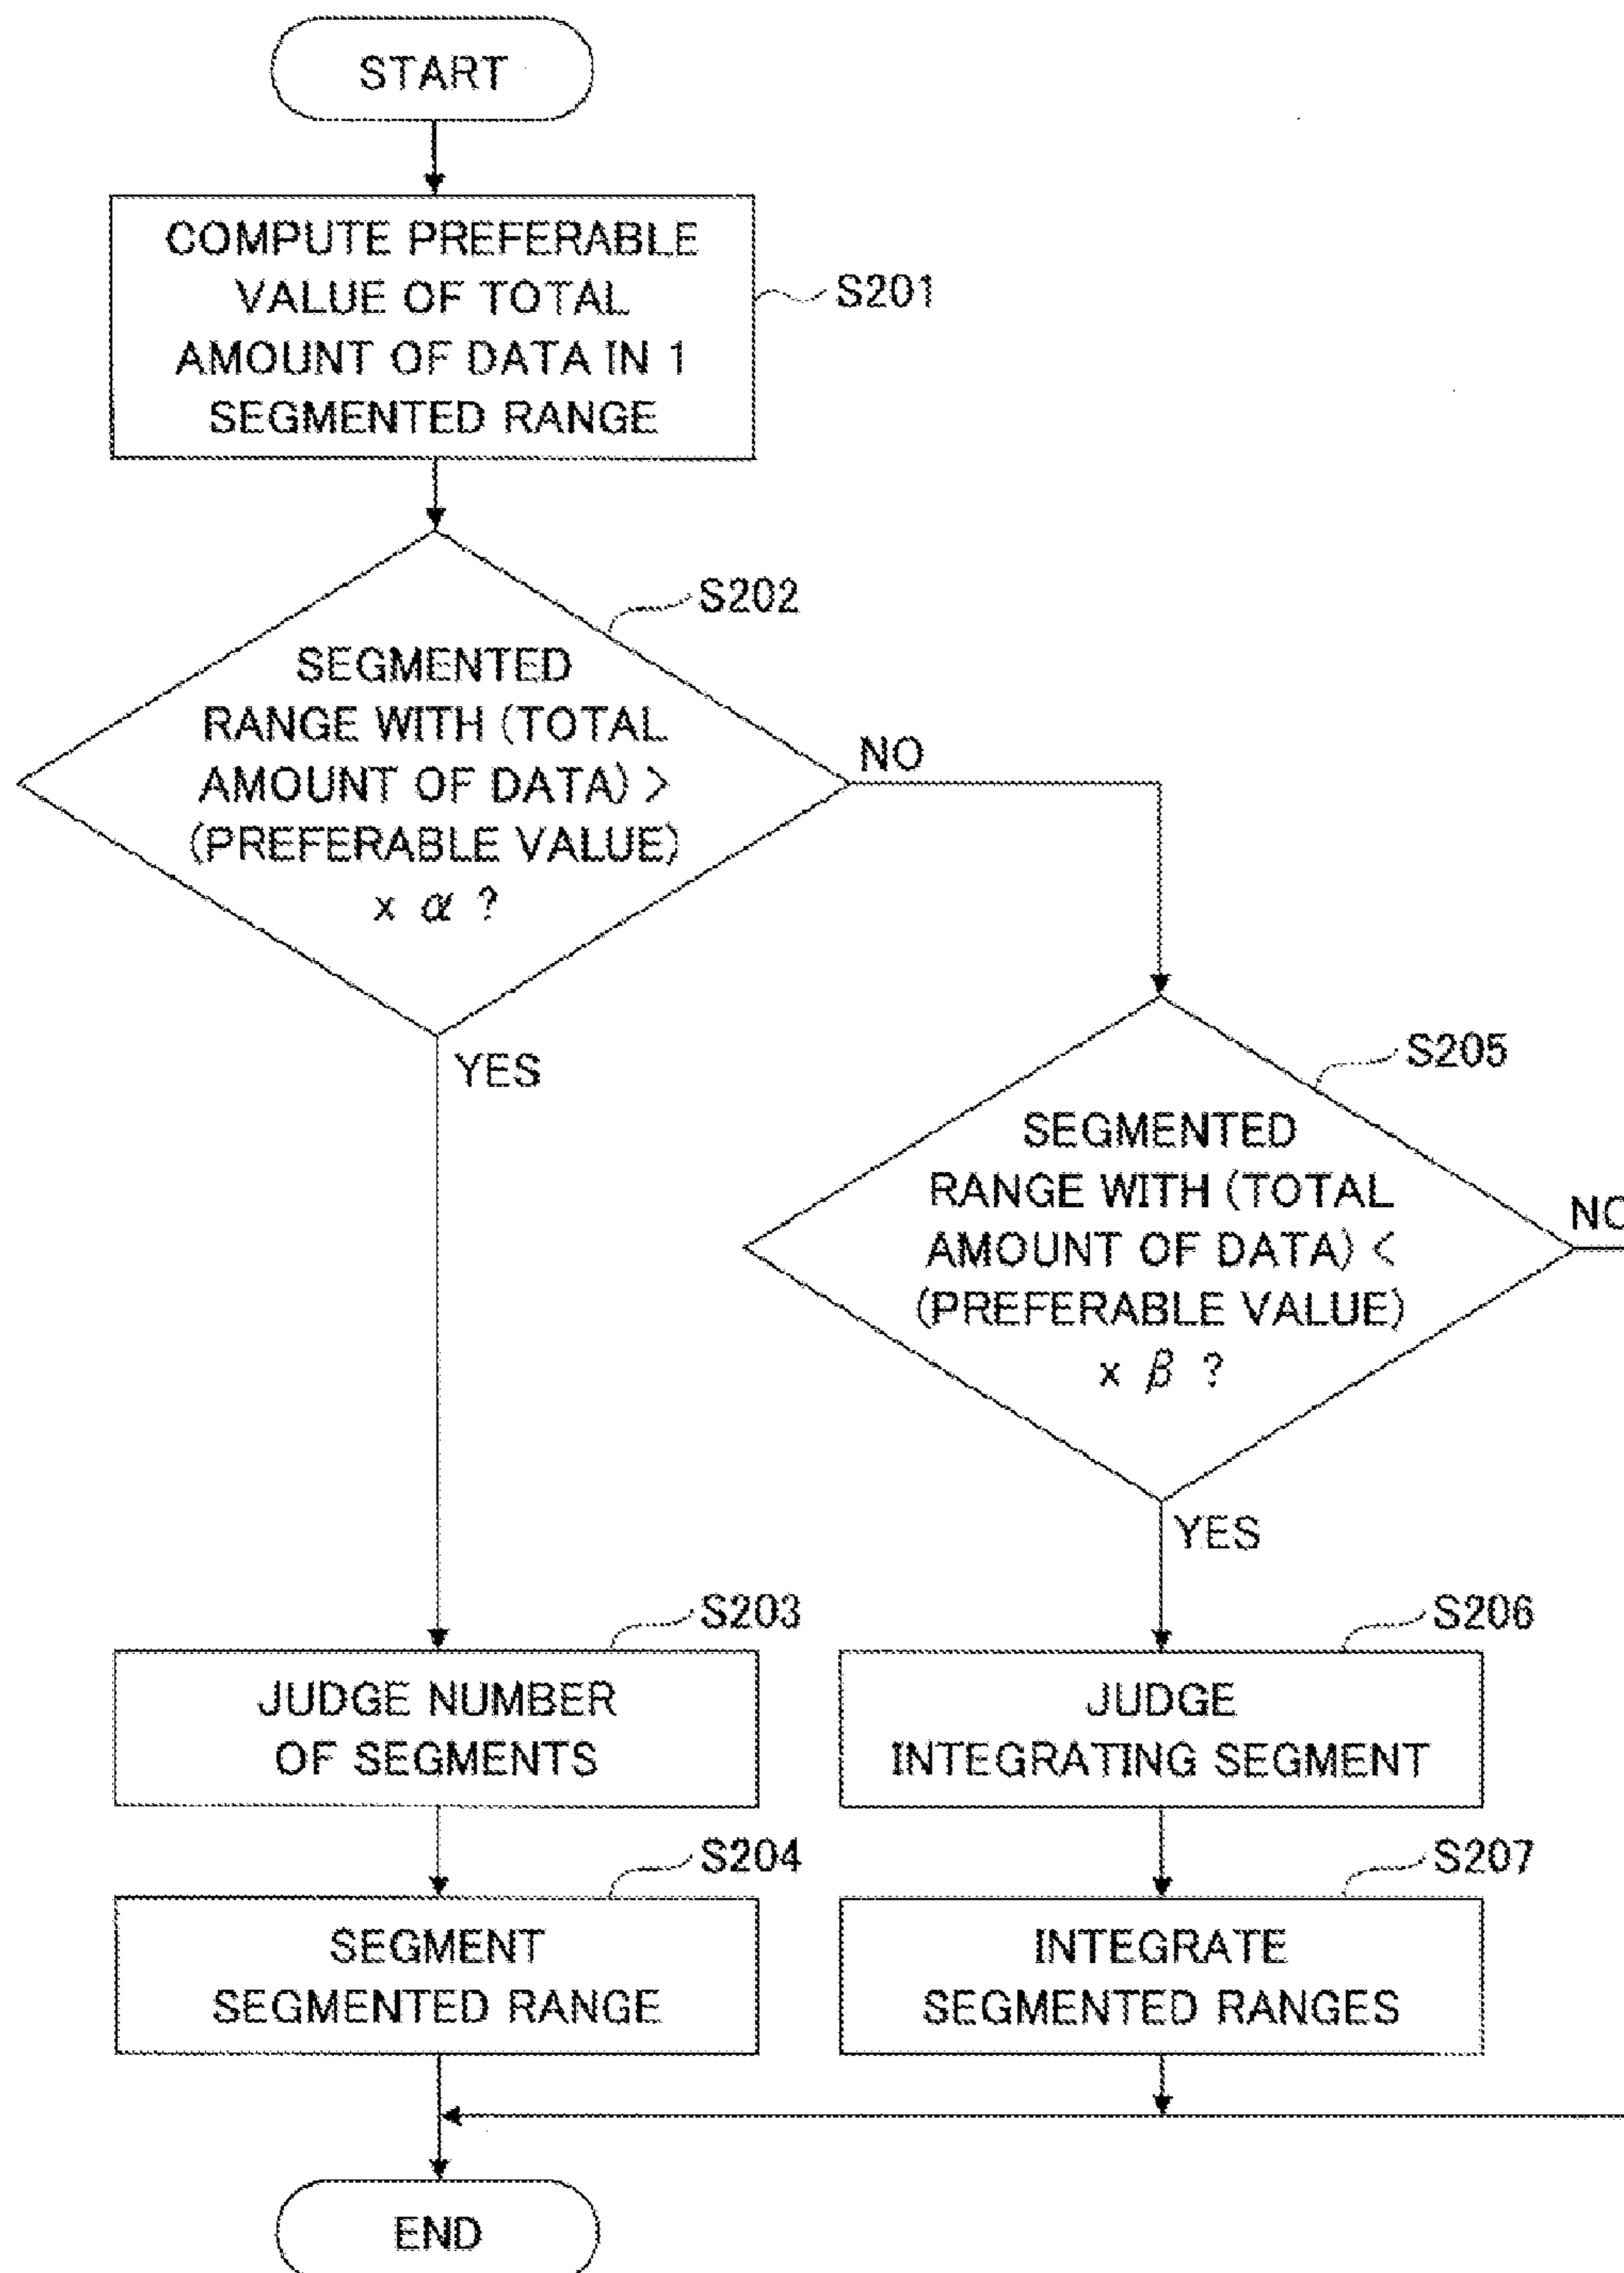 START
COMPUTE PREFERABLE
VALUE OF TOTAL
AMOUNT OF DATA IN 1
SEGMENTED RANGE
S201
S202
SEGMENTED
RANGE WITH (TOTAL
AMOUNT OF DATA) >
(PREFERABLE VALUE)
x α ?
NO
YES
S205
SEGMENTED
RANGE WITH (TOTAL
AMOUNT OF DATA) <
(PREFERABLE VALUE)
x β ?
NO
YES
S203
JUDGE NUMBER
OF SEGMENTS
S206
JUDGE
INTEGRATING SEGMENT
S204
SEGMENT
SEGMENTED RANGE
S207
INTEGRATE
SEGMENTED RANGES
END